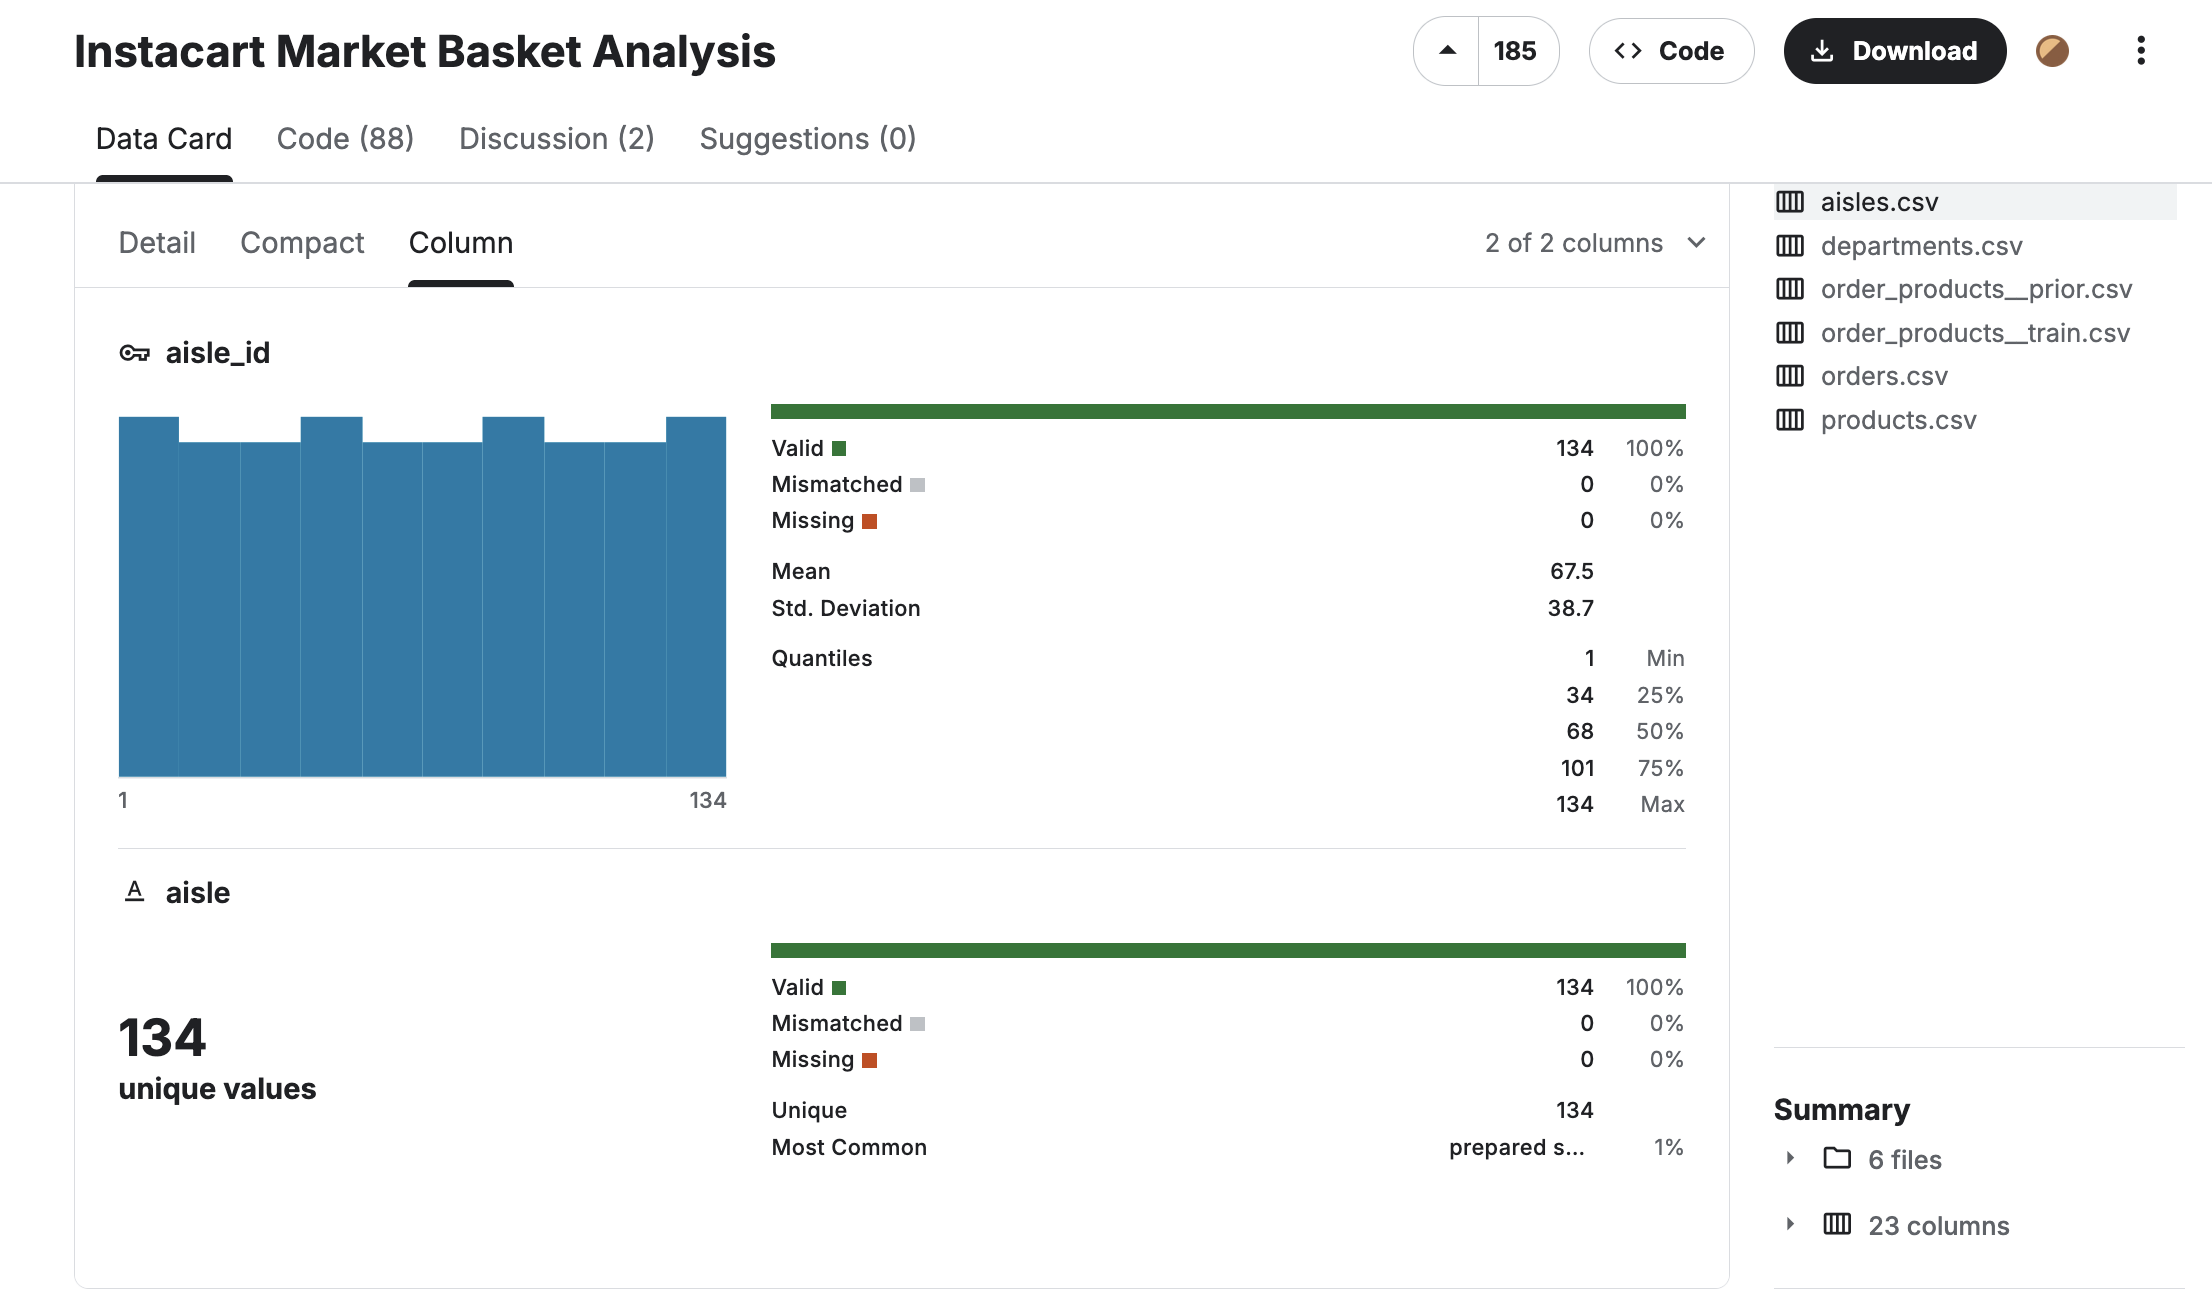 Instacart Market Basket Analysis
185
Code
Download
Data Card
Code (88)
Discussion (2)
Suggestions (0)
Detail
Compact
Column
2 of 2 columns
aisle_id
1
134
Valid 134 100%
Mismatched 0 0%
Missing 0 0%
Mean 67.5
Std. Deviation 38.7
Quantiles 1 Min
34 25%
68 50%
101 75%
134 Max
A aisle
134
unique values
Valid 134 100%
Mismatched 0 0%
Missing 0 0%
Unique 134
Most Common prepared s... 1%
aisles.csv
departments.csv
order_products__prior.csv
order_products__train.csv
orders.csv
products.csv
Summary
6 files
23 columns